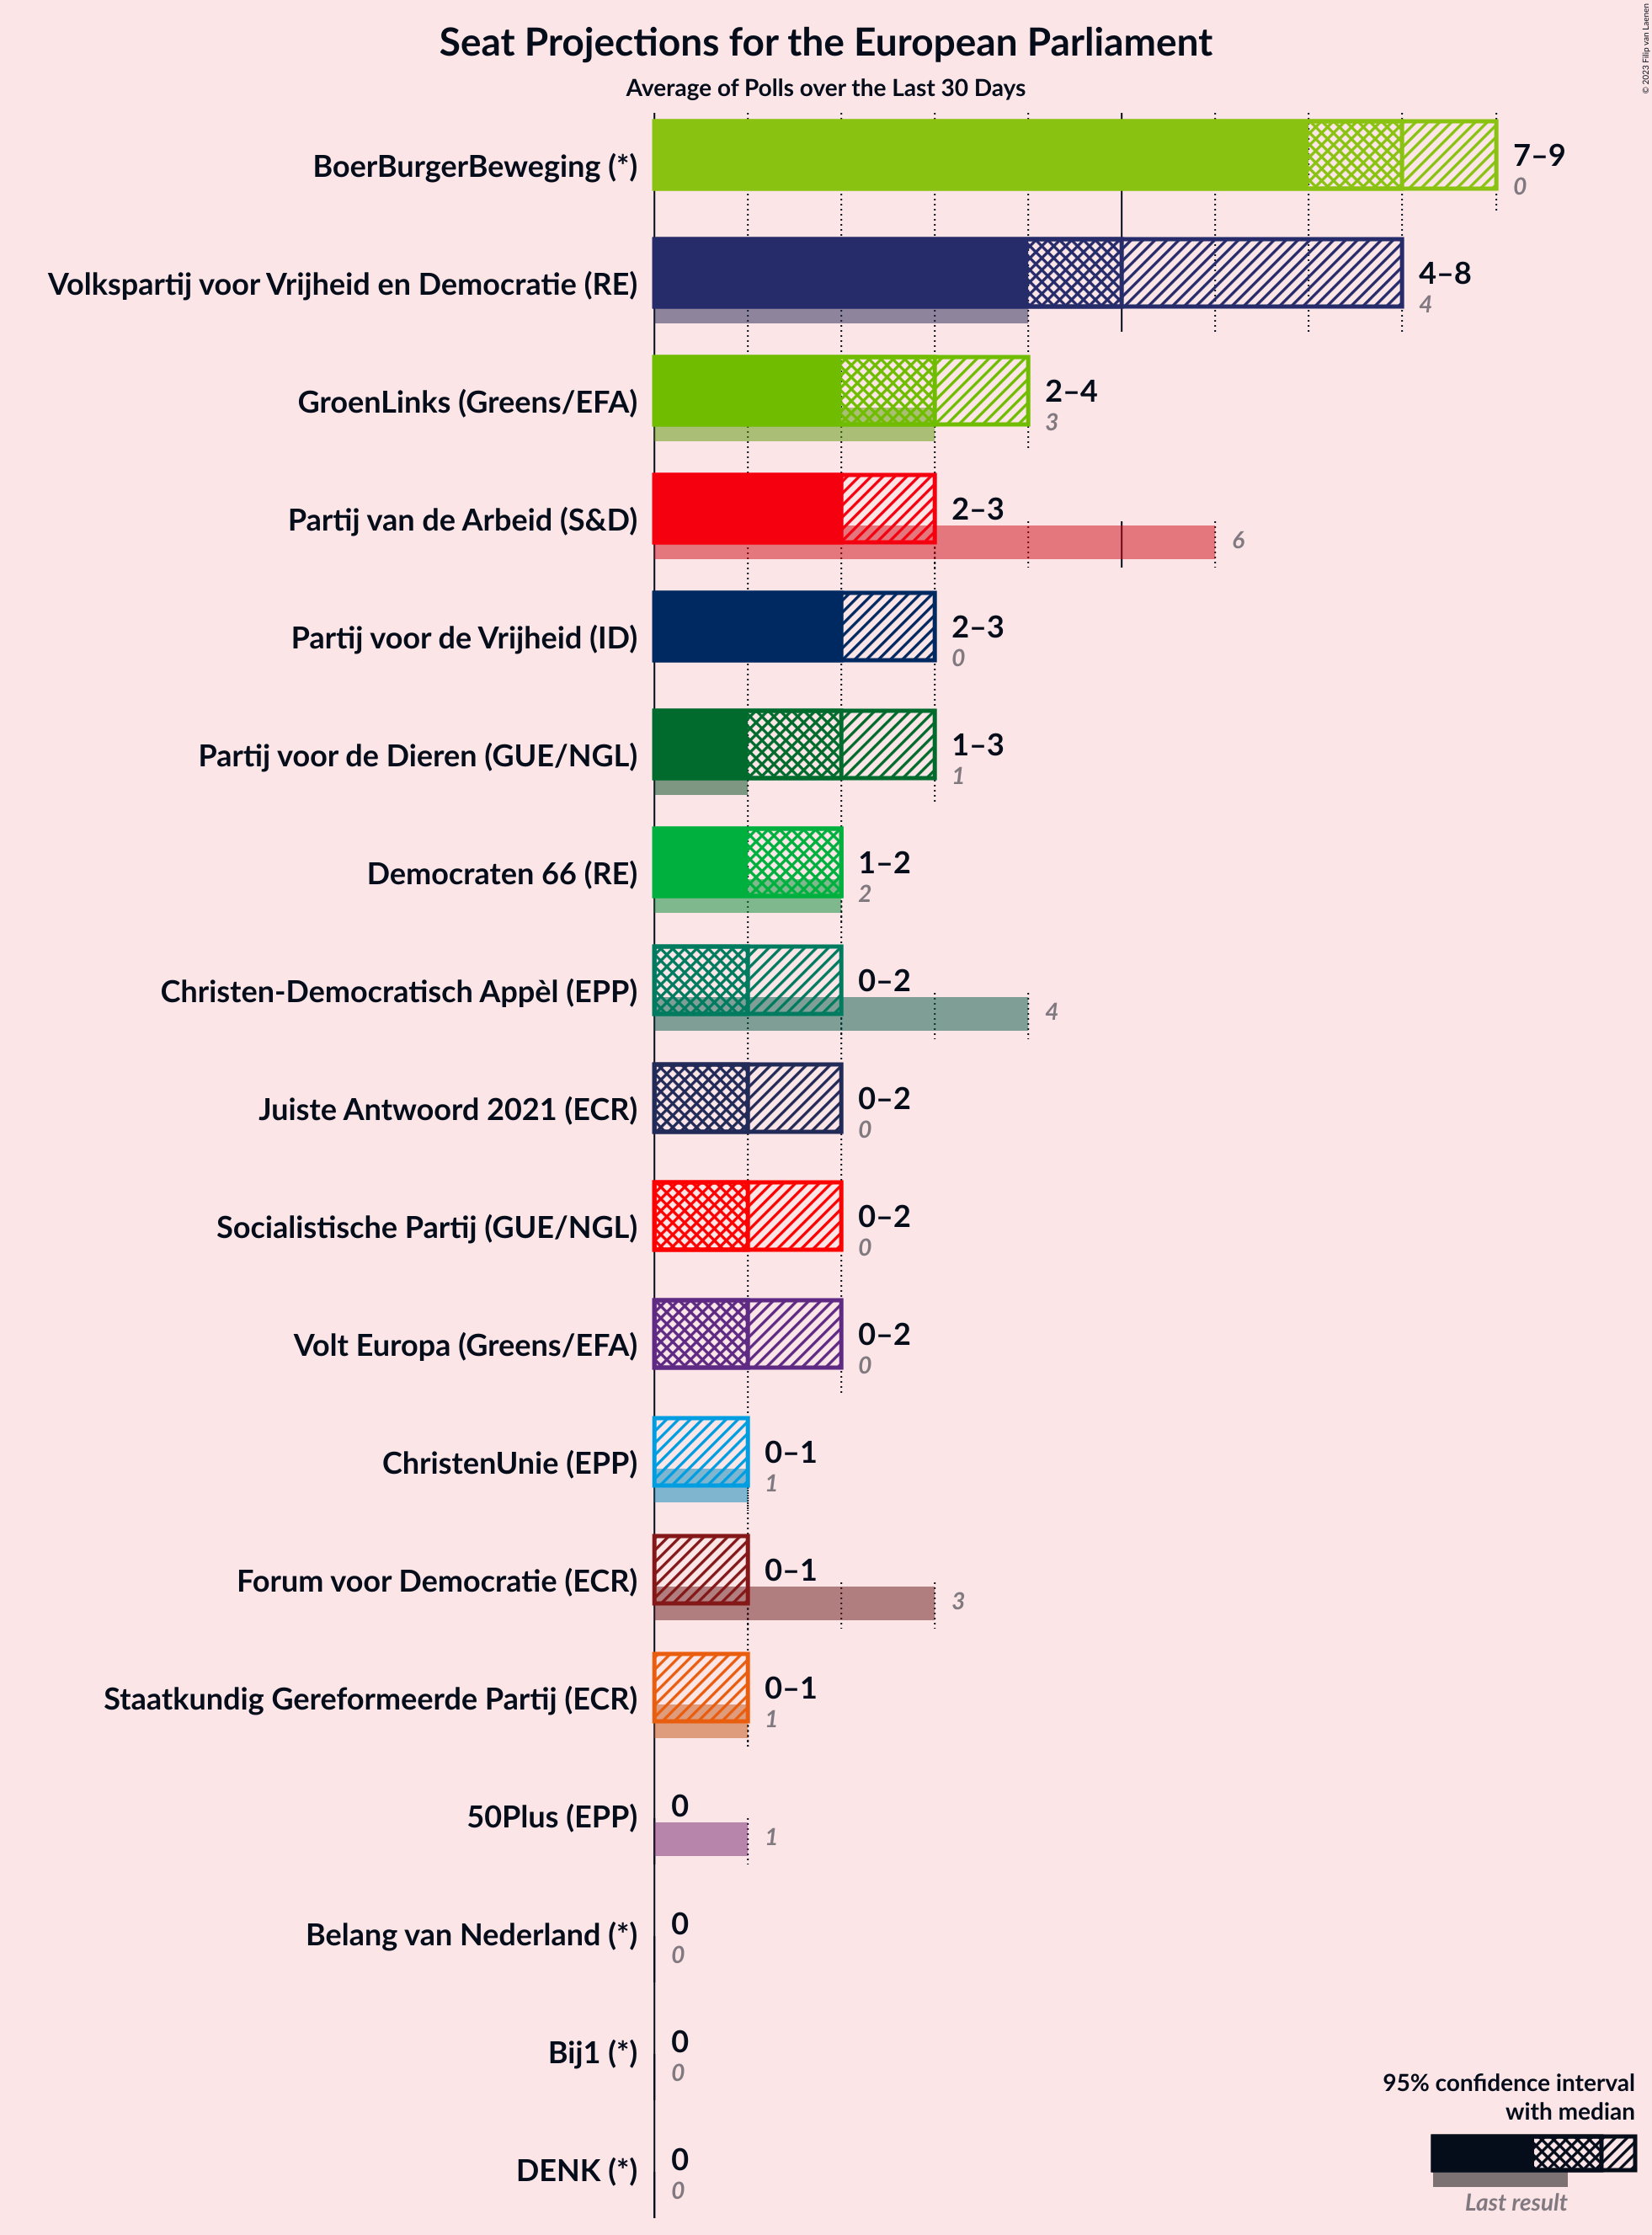 Seat Projections for the European Parliament
Average of Polls over the Last 30 Days
© 2023 Filip van Laenen
BoerBurgerBeweging (*)
7–9
0
Volkspartij voor Vrijheid en Democratie (RE)
4–8
4
GroenLinks (Greens/EFA)
2–4
3
Partij van de Arbeid (S&D)
2–3
6
Partij voor de Vrijheid (ID)
2–3
0
Partij voor de Dieren (GUE/NGL)
1–3
1
Democraten 66 (RE)
1–2
2
Christen-Democratisch Appèl (EPP)
0–2
4
Juiste Antwoord 2021 (ECR)
0–2
0
Socialistische Partij (GUE/NGL)
0–2
0
Volt Europa (Greens/EFA)
0–2
0
ChristenUnie (EPP)
0–1
1
Forum voor Democratie (ECR)
0–1
3
Staatkundig Gereformeerde Partij (ECR)
0–1
1
50Plus (EPP)
0
1
Belang van Nederland (*)
0
0
Bij1 (*)
0
0
DENK (*)
0
0
95% confidence interval
with median
Last result